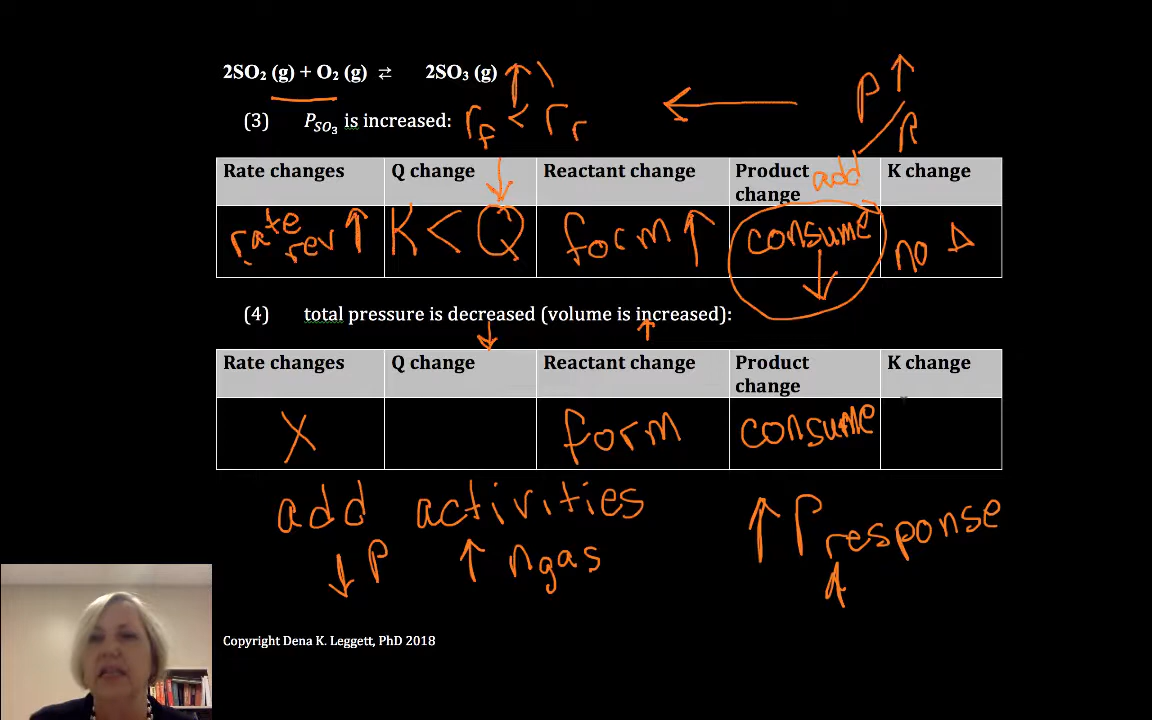 2SO₂ (g) + O₂ (g) ⇄ 2SO₃ (g)
(3) P_SO₃ is increased: r_f < r_r ← P↑/R
Rate changes Q change Reactant change Product change add K change
rate rev ↑ K < Q form ↑ consume ↓ no Δ
(4) total pressure is decreased (volume is increased):
Rate changes Q change Reactant change Product change K change
X form consume
add activities ↑ P response
↓ P ↑ ngas
Copyright Dena K. Leggett, PhD 2018